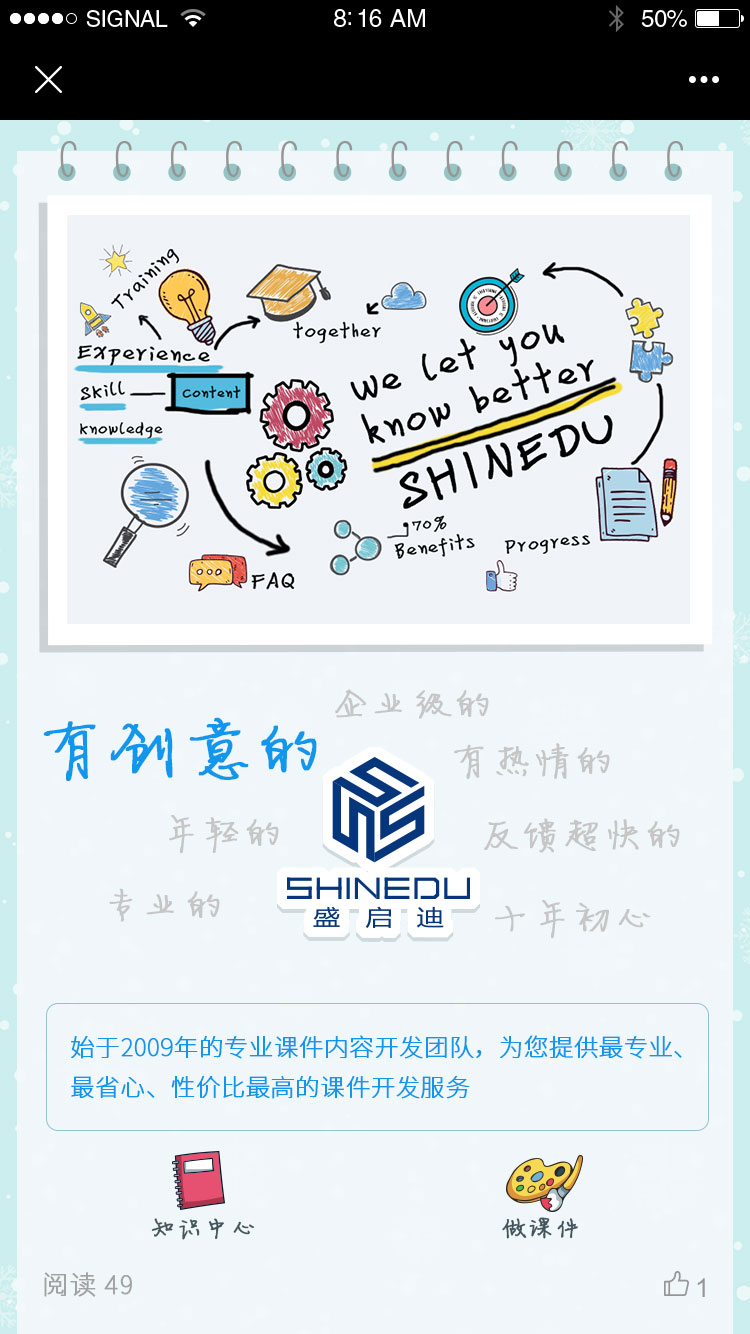 SIGNAL
8:16 AM
50%
Training
Experience
Skill
Content
knowledge
together
We let you
know better
SHINEDU
70%
Benefits
Progress
FAQ
企业级的
有创意的
有热情的
年轻的
反馈超快的
专业的
十年初心
SHINEDU
盛启迪
始于2009年的专业课件内容开发团队，为您提供最专业、
最省心、性价比最高的课件开发服务
知识中心
做课件
阅读 49
1